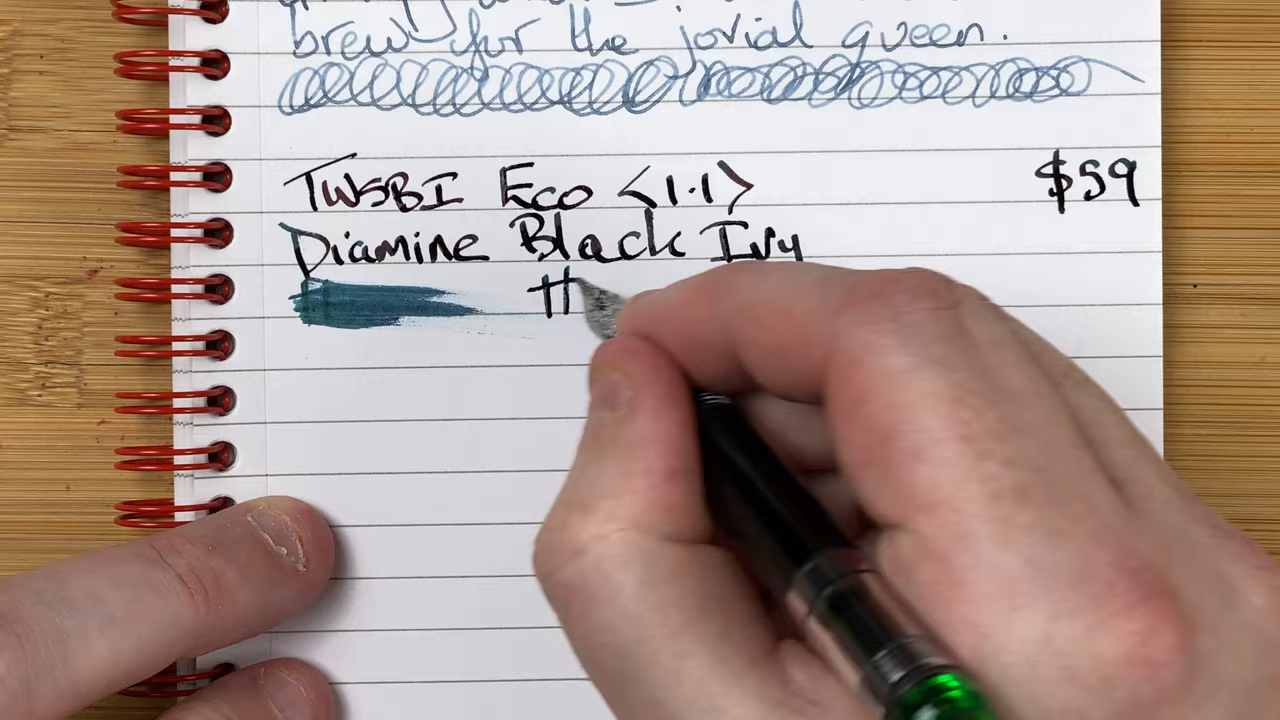 brew for the jovial queen.
TWSBI Eco <1.1> $59
Diamine Black Ivy